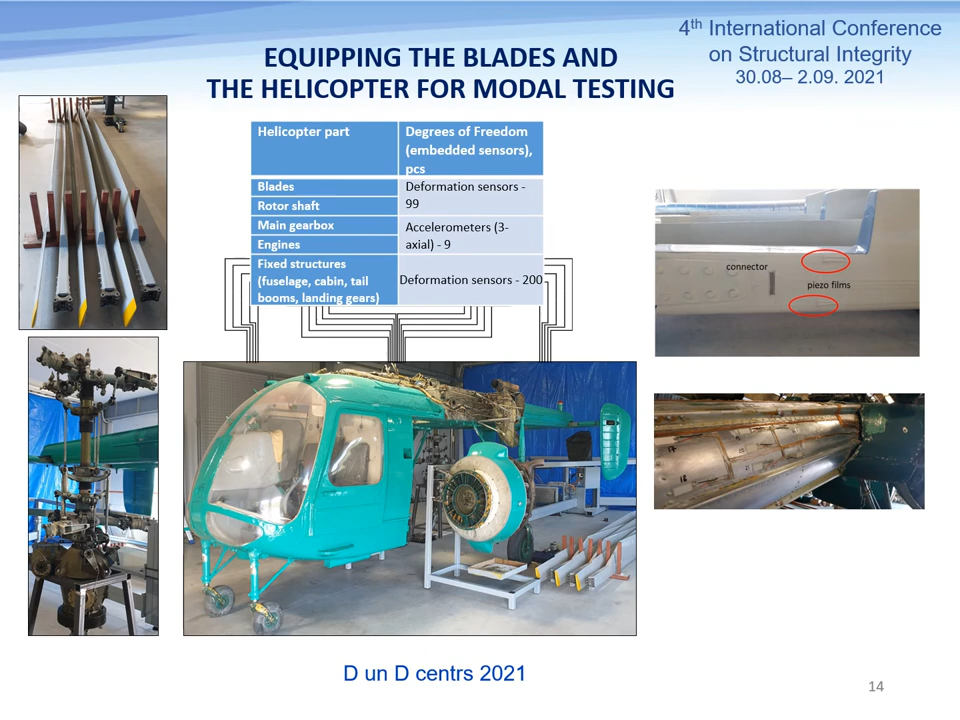 4th International Conference
on Structural Integrity
30.08– 2.09. 2021
EQUIPPING THE BLADES AND
THE HELICOPTER FOR MODAL TESTING
Helicopter part
Degrees of Freedom
(embedded sensors),
pcs
Blades
Deformation sensors -
99
Rotor shaft
Main gearbox
Accelerometers (3-
axial) - 9
Engines
Fixed structures
(fuselage, cabin, tail
booms, landing gears)
Deformation sensors - 200
connector
piezo films
D un D centrs 2021
14